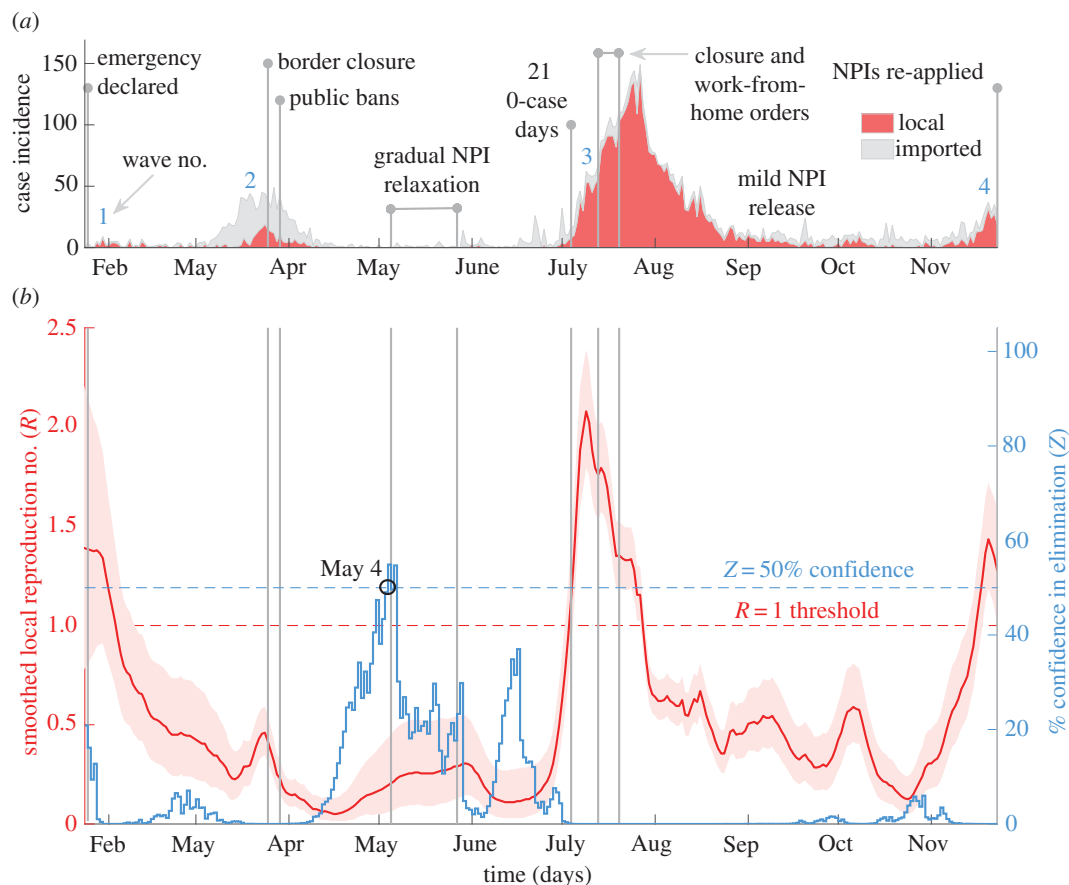 (a)
150
100
50
0
case incidence
emergency
declared
wave no.
1
2
border closure
public bans
gradual NPI
relaxation
21
0-case
days
3
closure and
work-from-
home orders
mild NPI
release
NPIs re-applied
local
imported
4
Feb May Apr May June July Aug Sep Oct Nov
(b)
2.5
2.0
1.5
1.0
0.5
0
smoothed local reproduction no. (R)
May 4
Z = 50% confidence
R = 1 threshold
100
80
60
40
20
0
% confidence in elimination (Z)
Feb May Apr May June July Aug Sep Oct Nov
time (days)